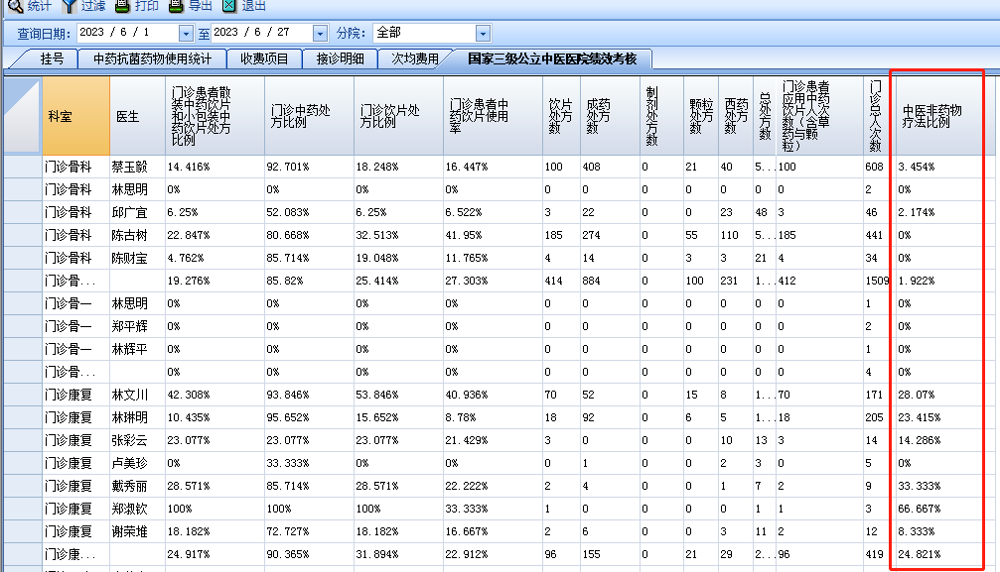 统计 过滤 打印 导出 退出
查询日期: 2023 / 6 / 1 至 2023 / 6 / 27 分院: 全部
挂号 中药抗菌药物使用统计 收费项目 接诊明细 次均费用 国家三级公立中医医院绩效考核
科室 医生 门诊患者散装中药饮片和小包装中药饮片处方比例 门诊中药处方比例 门诊饮片处方比例 门诊患者中药饮片使用率 饮片处方数 成药处方数 制剂处方数 颗粒处方数 西药处方数 总处方数 门诊患者应用中药饮片人次数（含草药与颗粒） 门诊总人次数 中医非药物疗法比例
门诊骨科 蔡玉毅 14.416% 92.701% 18.248% 16.447% 100 408 0 21 40 5... 100 608 3.454%
门诊骨科 林思明 0% 0% 0% 0% 0 0 0 0 0 0 0 2 0%
门诊骨科 邱广宜 6.25% 52.083% 6.25% 6.522% 3 22 0 0 23 48 3 46 2.174%
门诊骨科 陈古树 22.847% 80.668% 32.513% 41.95% 185 274 0 55 110 5... 185 441 0%
门诊骨科 陈财宝 4.762% 85.714% 19.048% 11.765% 4 14 0 3 3 21 4 34 0%
门诊骨... 19.276% 85.82% 25.414% 27.303% 414 884 0 100 231 1... 412 1509 1.922%
门诊骨一 林思明 0% 0% 0% 0% 0 0 0 0 0 0 0 1 0%
门诊骨一 郑平辉 0% 0% 0% 0% 0 0 0 0 0 0 0 2 0%
门诊骨一 林辉平 0% 0% 0% 0% 0 0 0 0 0 0 0 1 0%
门诊骨... 0% 0% 0% 0% 0 0 0 0 0 0 0 4 0%
门诊康复 林文川 42.308% 93.846% 53.846% 40.936% 70 52 0 15 8 1... 70 171 28.07%
门诊康复 林琳明 10.435% 95.652% 15.652% 8.78% 18 92 0 6 5 1... 18 205 23.415%
门诊康复 张彩云 23.077% 23.077% 23.077% 21.429% 3 0 0 0 10 13 3 14 14.286%
门诊康复 卢美珍 0% 33.333% 0% 0% 0 1 0 0 2 3 0 5 0%
门诊康复 戴秀丽 28.571% 85.714% 28.571% 22.222% 2 4 0 0 1 7 2 9 33.333%
门诊康复 郑淑钦 100% 100% 100% 33.333% 1 0 0 0 0 1 1 3 66.667%
门诊康复 谢荣堆 18.182% 72.727% 18.182% 16.667% 2 6 0 0 3 11 2 12 8.333%
门诊康... 24.917% 90.365% 31.894% 22.912% 96 155 0 21 29 2... 96 419 24.821%